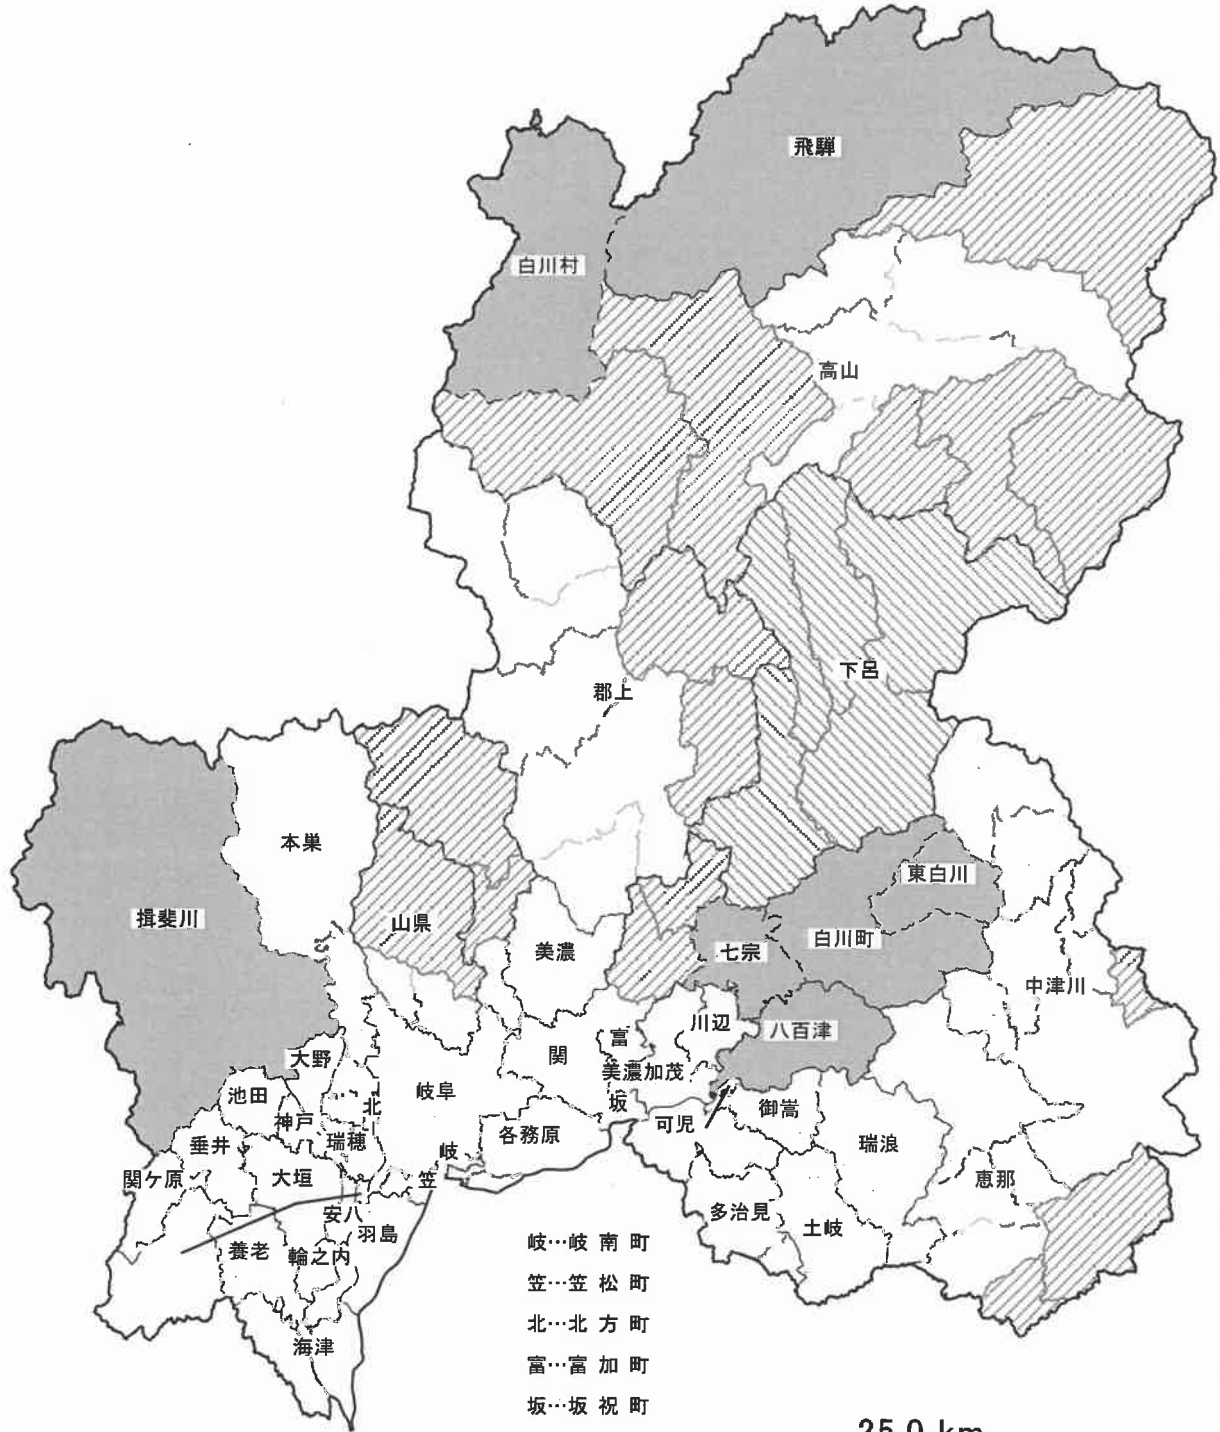 飛騨
白川村
高山
下呂
郡上
本巣
東白川
揖斐川
山県
美濃
七宗
白川町
中津川
川辺
八百津
富
大野
関
美濃加茂
池田
岐阜
坂
御嵩
神戸
北
可児
各務原
垂井
瑞穂
瑞浪
岐
関ケ原
大垣
笠
恵那
安八
多治見
羽島
土岐
養老
輪之内
海津
岐…岐南町
笠…笠松町
北…北方町
富…富加町
坂…坂祝町
25.0 km